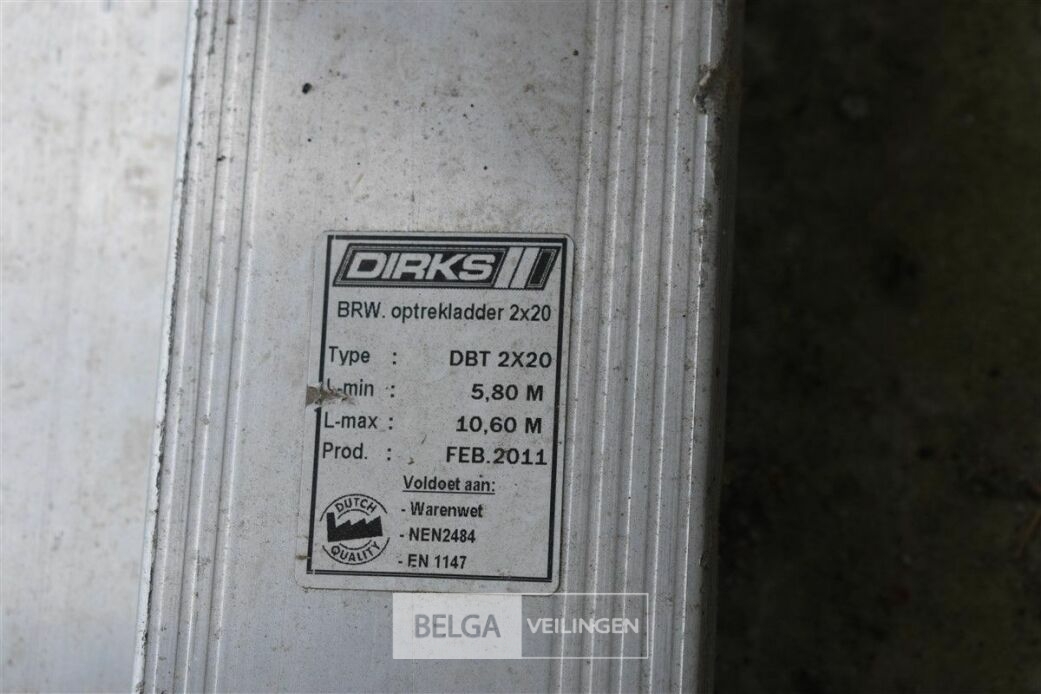 DIRKS
BRW. optrekladder 2x20
Type : DBT 2X20
L-min : 5,80 M
L-max : 10,60 M
Prod. : FEB.2011
Voldoet aan:
- Warenwet
- NEN2484
- EN 1147
DUTCH
QUALITY
BELGA VEILINGEN